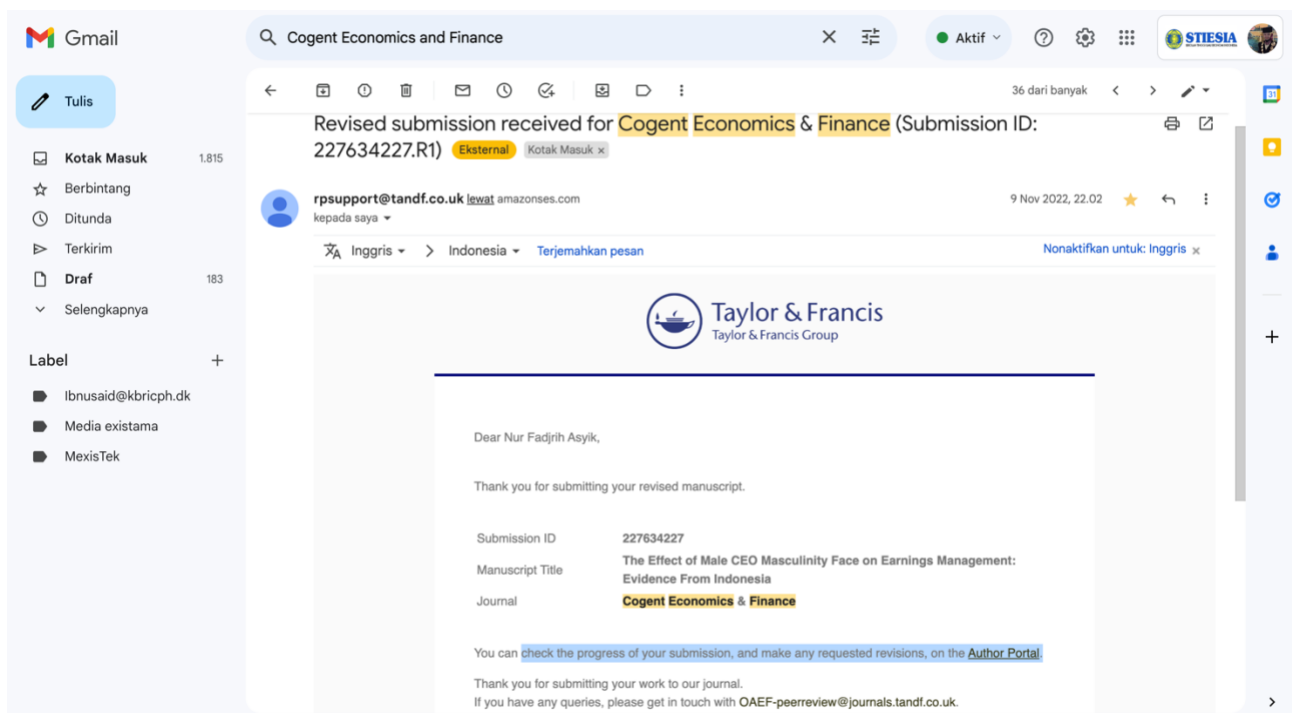 Gmail
Cogent Economics and Finance
Aktif
STIESIA
Tulis
36 dari banyak
Revised submission received for Cogent Economics & Finance (Submission ID:
227634227.R1) Eksternal Kotak Masuk ×
Kotak Masuk 1.815
Berbintang
Ditunda
Terkirim
Draf 183
Selengkapnya
Label
Ibnusaid@kbricph.dk
Media existama
MexisTek
rpsupport@tandf.co.uk lewat amazonses.com 9 Nov 2022, 22.02
kepada saya
Inggris > Indonesia Terjemahkan pesan Nonaktifkan untuk: Inggris ×
Taylor & Francis
Taylor & Francis Group
Dear Nur Fadjrih Asyik,
Thank you for submitting your revised manuscript.
Submission ID 227634227
Manuscript Title The Effect of Male CEO Masculinity Face on Earnings Management:
Evidence From Indonesia
Journal Cogent Economics & Finance
You can check the progress of your submission, and make any requested revisions, on the Author Portal.
Thank you for submitting your work to our journal.
If you have any queries, please get in touch with OAEF-peerreview@journals.tandf.co.uk.
31